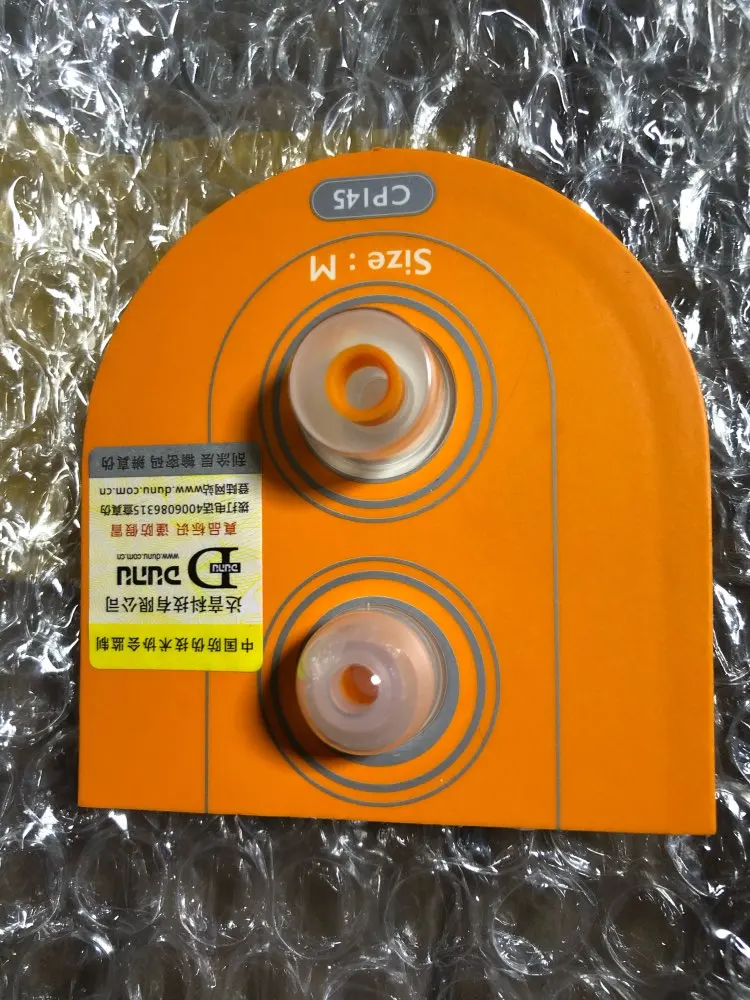 中国防伪技术协会监制
达音科技有限公司
DUNU DUNU
www.dunu.com.cn
真品标识 谨防假冒
拨打电话4006086315查真伪
登陆网站www.dunu.com.cn
刮涂层 输密码 辨真伪
Size : M
CP145